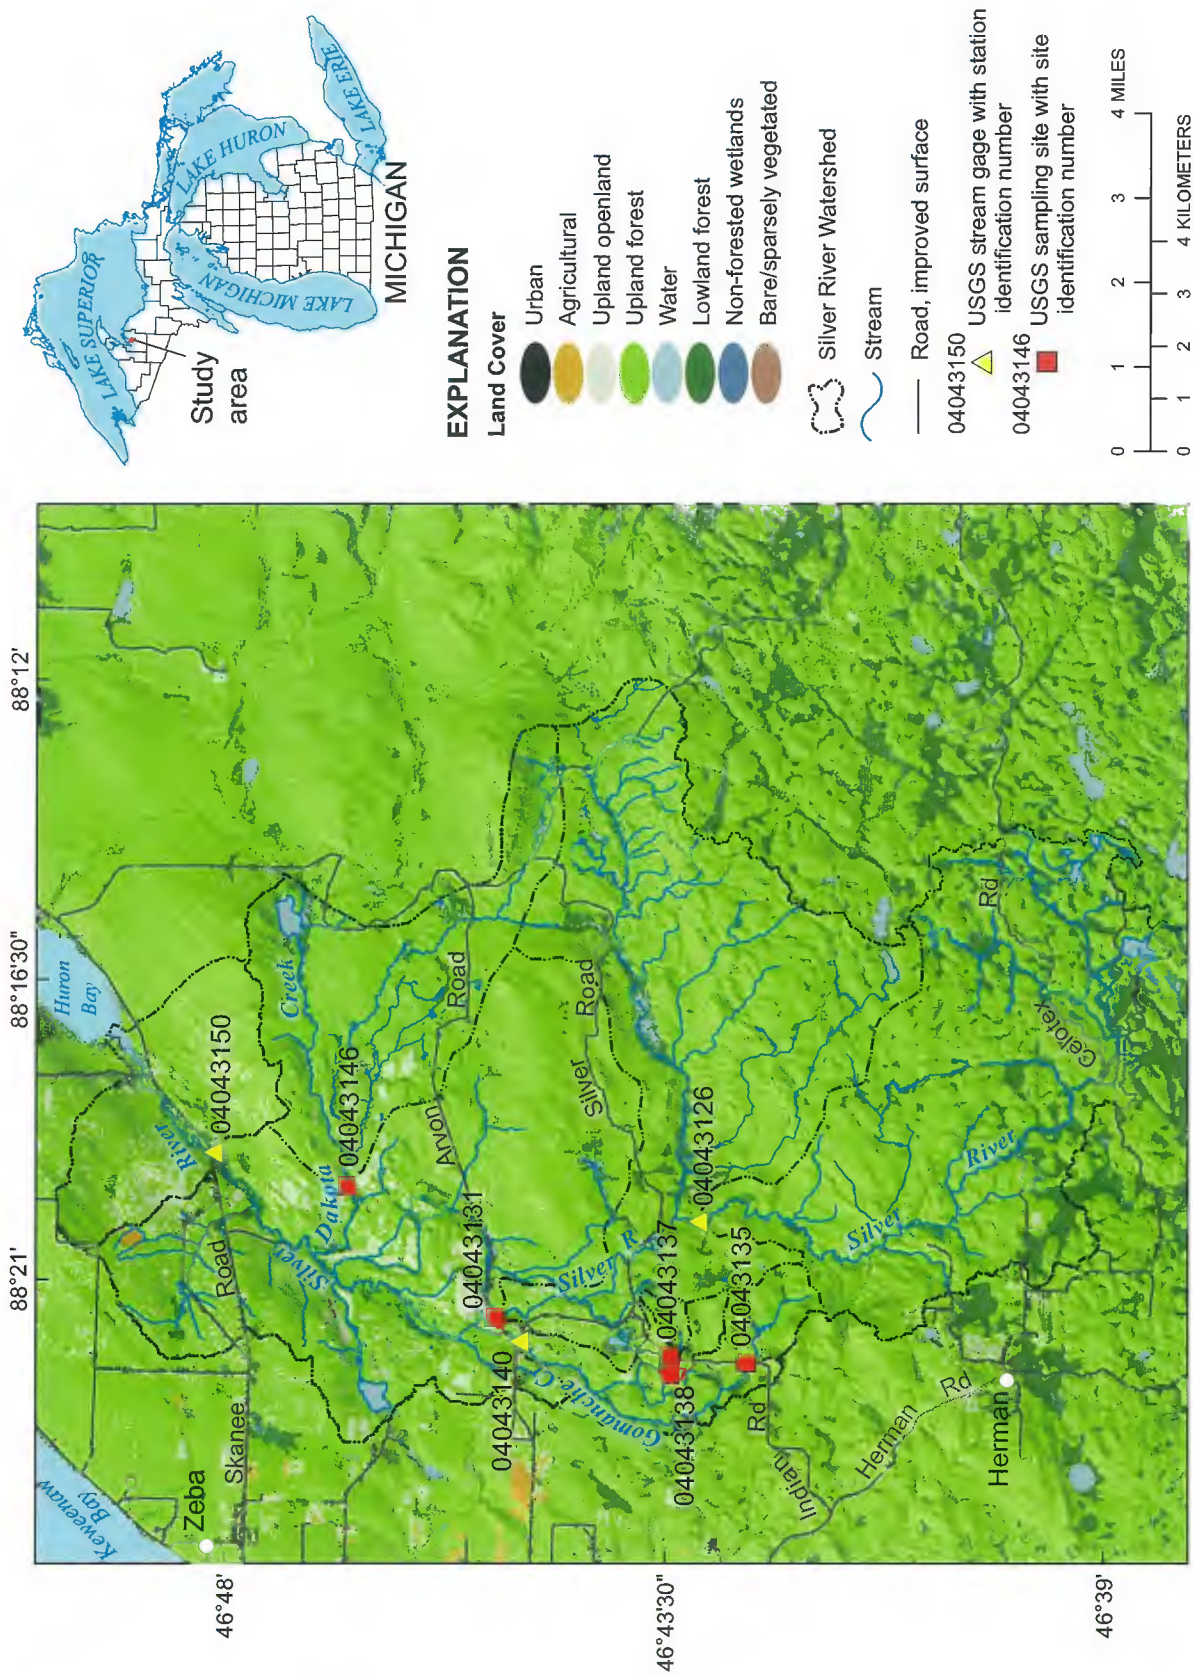 88°21'
88°16'30"
88°12'
46°48'
46°43'30"
46°39'
Keweenaw
Bay
Huron
Bay
Zeba
Skanee
Road
River
04043150
Silver
Dakota
Creek
04043146
Arvon
Road
04043131
04043140
Gomanche Cr
Silver R
Silver
Road
04043137
04043138
04043126
04043135
Indian
Rd
Herman
Rd
Herman
Silver
River
Celotex
Rd
LAKE SUPERIOR
LAKE HURON
LAKE MICHIGAN
LAKE ERIE
Study
area
MICHIGAN
EXPLANATION
Land Cover
Urban
Agricultural
Upland openland
Upland forest
Water
Lowland forest
Non-forested wetlands
Bare/sparsely vegetated
Silver River Watershed
Stream
Road, improved surface
04043150
USGS stream gage with station
identification number
04043146
USGS sampling site with site
identification number
0 1 2 3 4 MILES
0 1 2 3 4 KILOMETERS